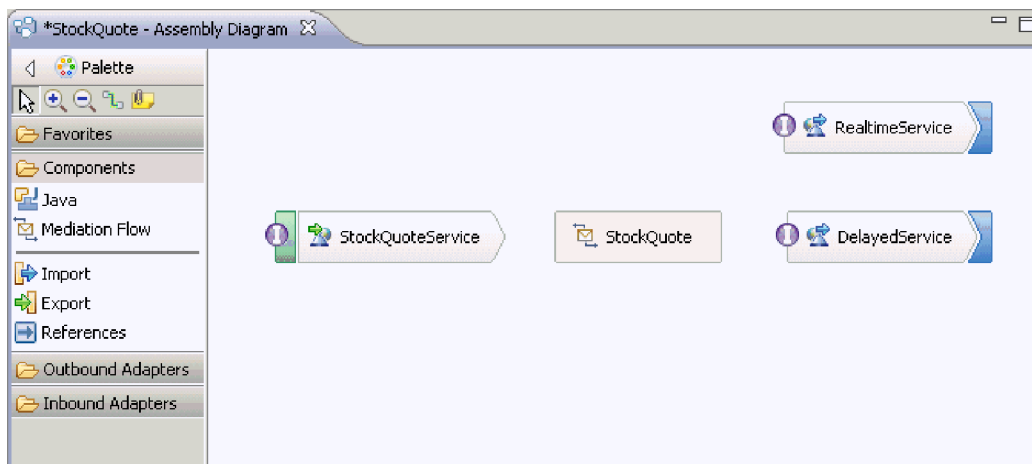 *StockQuote - Assembly Diagram
Palette
Favorites
Components
Java
Mediation Flow
Import
Export
References
Outbound Adapters
Inbound Adapters
RealtimeService
StockQuoteService
StockQuote
DelayedService